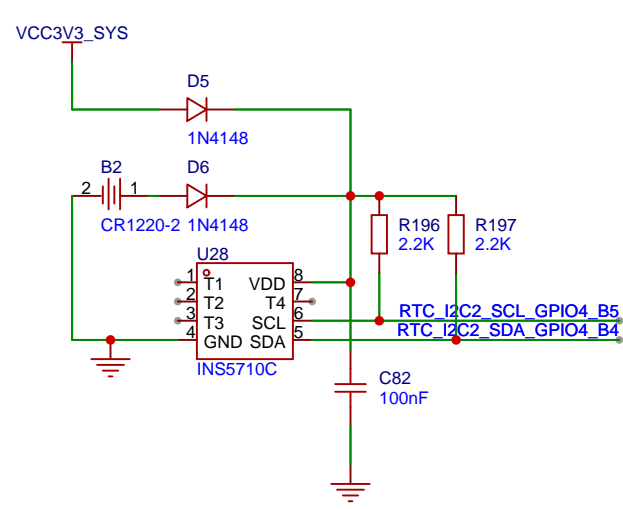 VCC3V3_SYS
D5
1N4148
B2
D6
2
1
CR1220-2
1N4148
R196
2.2K
R197
2.2K
U28
1
T1
VDD
8
2
T2
T4
7
3
T3
SCL
6
RTC_I2C2_SCL_GPIO4_B5
4
GND
SDA
5
RTC_I2C2_SDA_GPIO4_B4
INS5710C
C82
100nF